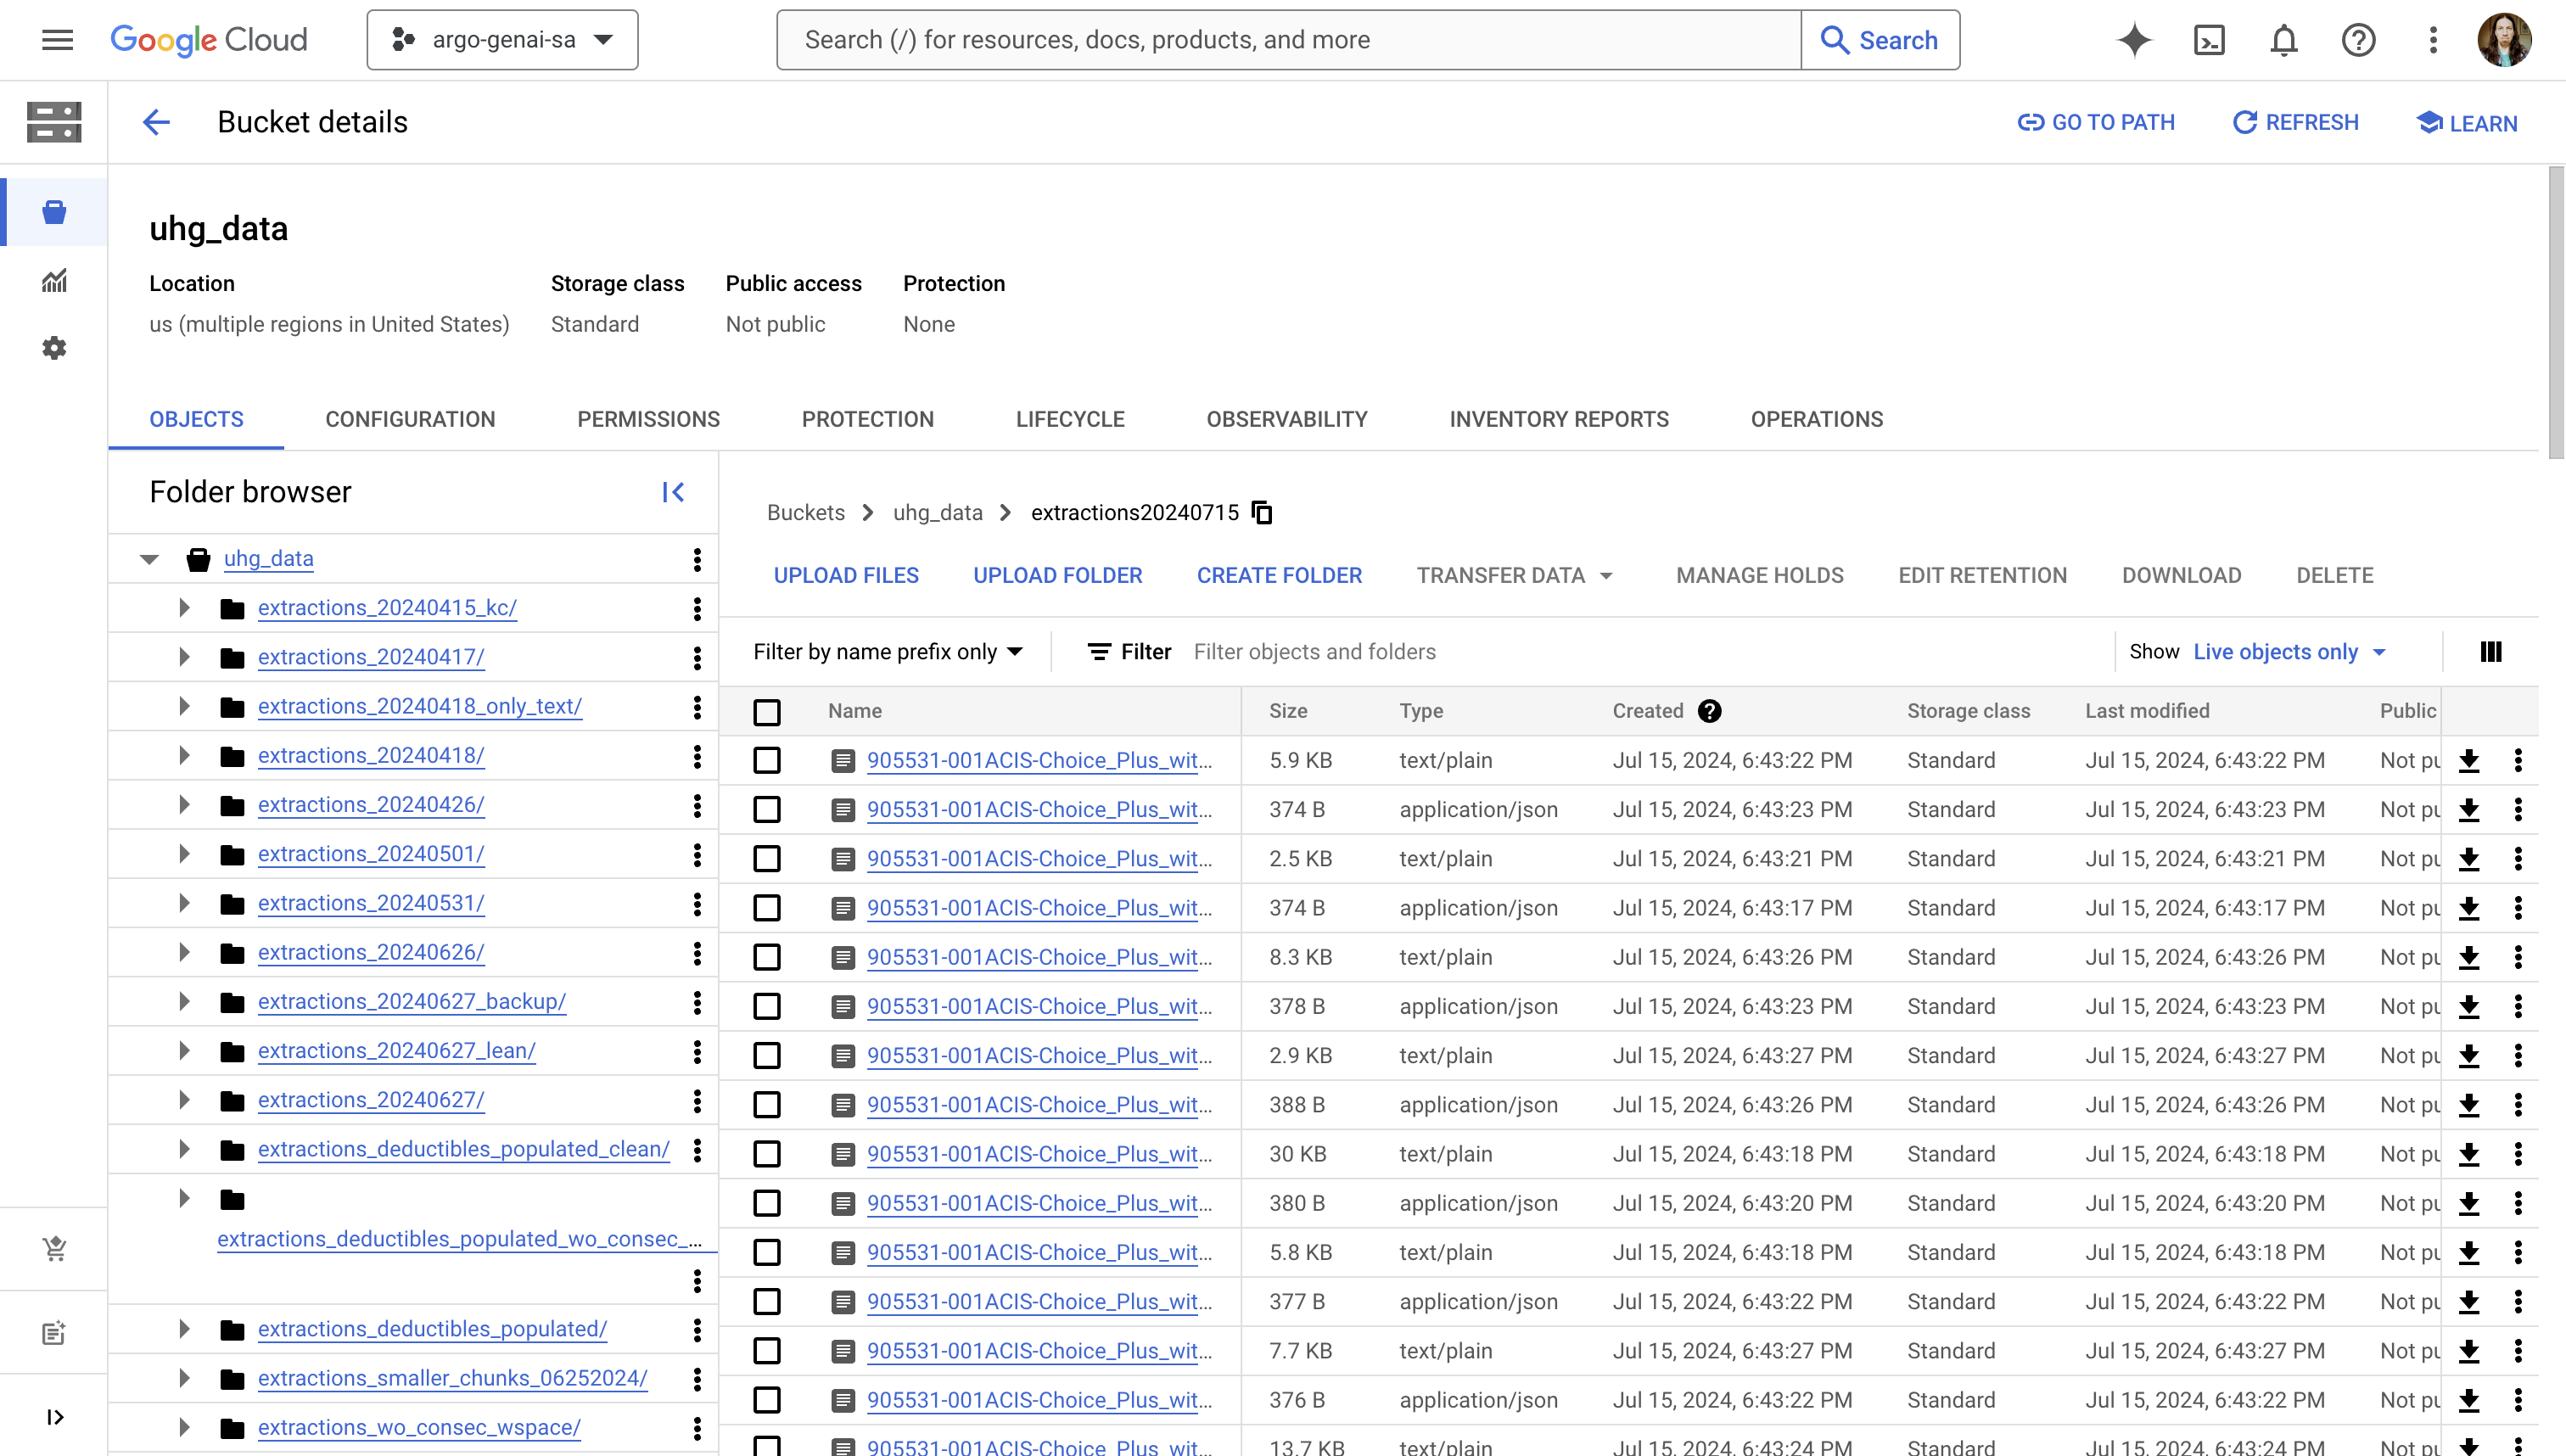 Google Cloud
argo-genai-sa
Search (/) for resources, docs, products, and more
Search
Bucket details
GO TO PATH
REFRESH
LEARN
uhg_data
Location Storage class Public access Protection
us (multiple regions in United States) Standard Not public None
OBJECTS CONFIGURATION PERMISSIONS PROTECTION LIFECYCLE OBSERVABILITY INVENTORY REPORTS OPERATIONS
Folder browser
uhg_data
extractions_20240415_kc/
extractions_20240417/
extractions_20240418_only_text/
extractions_20240418/
extractions_20240426/
extractions_20240501/
extractions_20240531/
extractions_20240626/
extractions_20240627_backup/
extractions_20240627_lean/
extractions_20240627/
extractions_deductibles_populated_clean/
extractions_deductibles_populated_wo_consec_...
extractions_deductibles_populated/
extractions_smaller_chunks_06252024/
extractions_wo_consec_wspace/
Buckets > uhg_data > extractions20240715
UPLOAD FILES UPLOAD FOLDER CREATE FOLDER TRANSFER DATA MANAGE HOLDS EDIT RETENTION DOWNLOAD DELETE
Filter by name prefix only Filter Filter objects and folders Show Live objects only
Name Size Type Created Storage class Last modified Public
905531-001ACIS-Choice_Plus_wit... 5.9 KB text/plain Jul 15, 2024, 6:43:22 PM Standard Jul 15, 2024, 6:43:22 PM Not pu
905531-001ACIS-Choice_Plus_wit... 374 B application/json Jul 15, 2024, 6:43:23 PM Standard Jul 15, 2024, 6:43:23 PM Not pu
905531-001ACIS-Choice_Plus_wit... 2.5 KB text/plain Jul 15, 2024, 6:43:21 PM Standard Jul 15, 2024, 6:43:21 PM Not pu
905531-001ACIS-Choice_Plus_wit... 374 B application/json Jul 15, 2024, 6:43:17 PM Standard Jul 15, 2024, 6:43:17 PM Not pu
905531-001ACIS-Choice_Plus_wit... 8.3 KB text/plain Jul 15, 2024, 6:43:26 PM Standard Jul 15, 2024, 6:43:26 PM Not pu
905531-001ACIS-Choice_Plus_wit... 378 B application/json Jul 15, 2024, 6:43:23 PM Standard Jul 15, 2024, 6:43:23 PM Not pu
905531-001ACIS-Choice_Plus_wit... 2.9 KB text/plain Jul 15, 2024, 6:43:27 PM Standard Jul 15, 2024, 6:43:27 PM Not pu
905531-001ACIS-Choice_Plus_wit... 388 B application/json Jul 15, 2024, 6:43:26 PM Standard Jul 15, 2024, 6:43:26 PM Not pu
905531-001ACIS-Choice_Plus_wit... 30 KB text/plain Jul 15, 2024, 6:43:18 PM Standard Jul 15, 2024, 6:43:18 PM Not pu
905531-001ACIS-Choice_Plus_wit... 380 B application/json Jul 15, 2024, 6:43:20 PM Standard Jul 15, 2024, 6:43:20 PM Not pu
905531-001ACIS-Choice_Plus_wit... 5.8 KB text/plain Jul 15, 2024, 6:43:18 PM Standard Jul 15, 2024, 6:43:18 PM Not pu
905531-001ACIS-Choice_Plus_wit... 377 B application/json Jul 15, 2024, 6:43:22 PM Standard Jul 15, 2024, 6:43:22 PM Not pu
905531-001ACIS-Choice_Plus_wit... 7.7 KB text/plain Jul 15, 2024, 6:43:27 PM Standard Jul 15, 2024, 6:43:27 PM Not pu
905531-001ACIS-Choice_Plus_wit... 376 B application/json Jul 15, 2024, 6:43:22 PM Standard Jul 15, 2024, 6:43:22 PM Not pu
905531-001ACIS-Choice_Plus_wit... 13.7 KB text/plain Jul 15, 2024, 6:43:24 PM Standard Jul 15, 2024, 6:43:24 PM Not pu